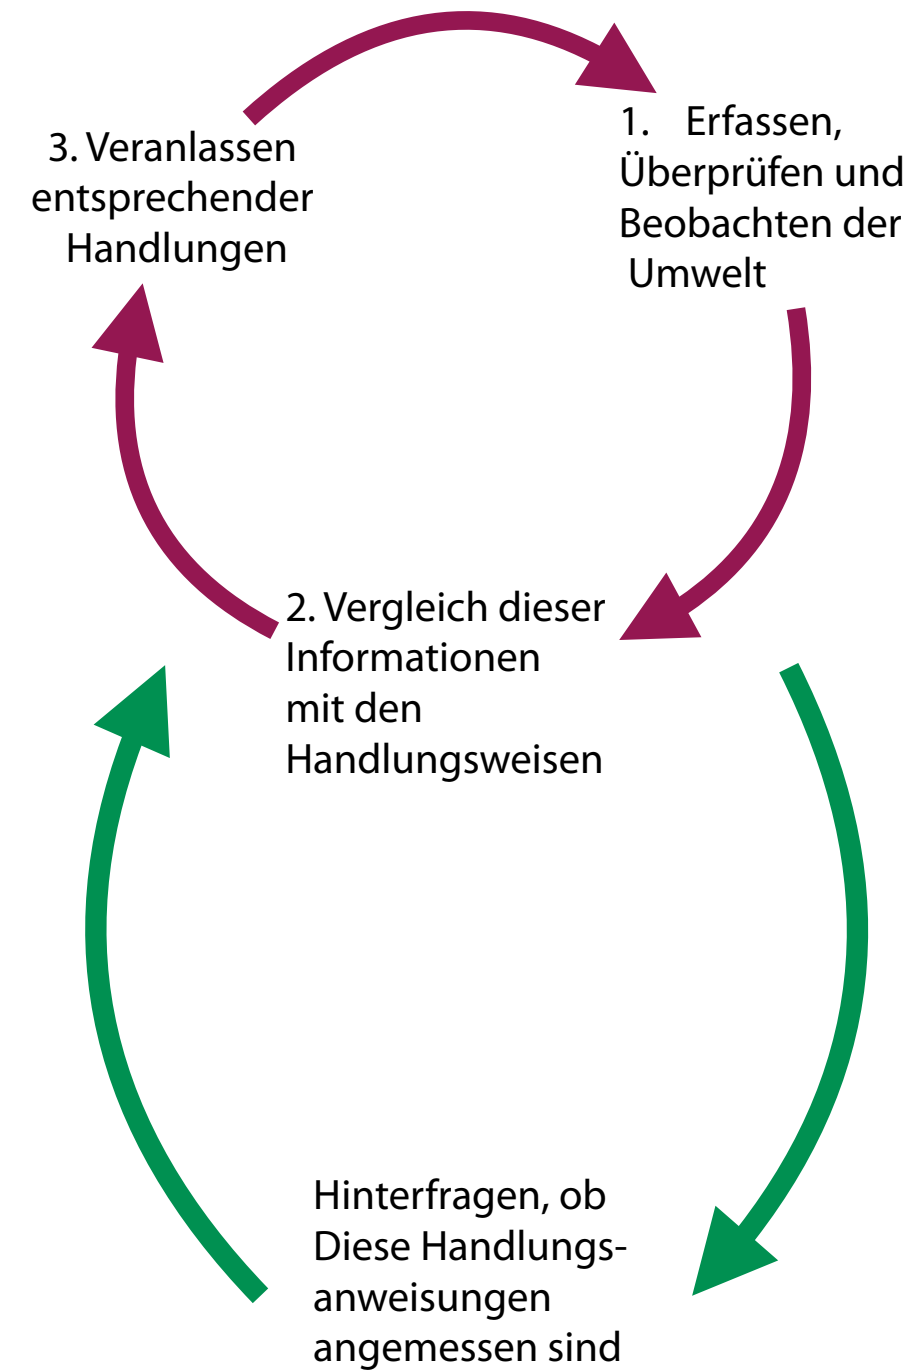 3. Veranlassen
entsprechender
Handlungen
1. Erfassen,
Überprüfen und
Beobachten der
Umwelt
2. Vergleich dieser
Informationen
mit den
Handlungsweisen
Hinterfragen, ob
Diese Handlungs-
anweisungen
angemessen sind